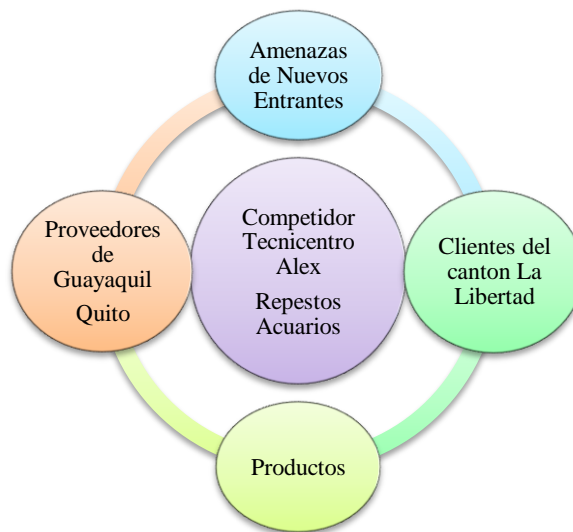 Amenazas
de Nuevos
Entrantes
Proveedores
de
Guayaquil
Quito
Competidor
Tecnicentro
Alex
Repestos
Acuarios
Clientes del
canton La
Libertad
Productos